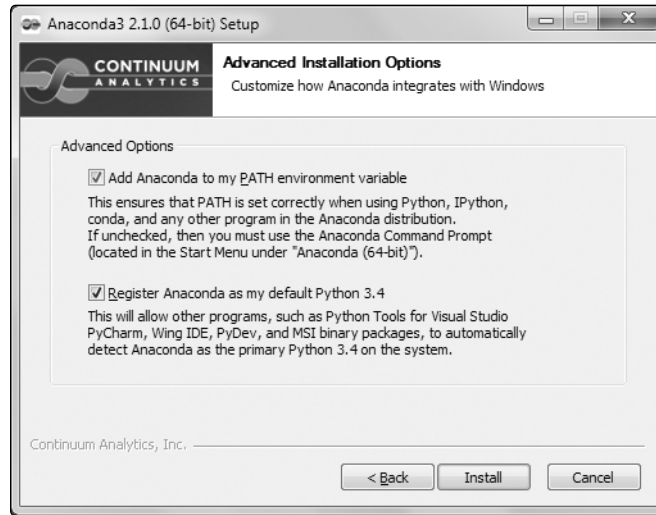 Anaconda3 2.1.0 (64-bit) Setup
CONTINUUM
ANALYTICS
Advanced Installation Options
Customize how Anaconda integrates with Windows
Advanced Options
Add Anaconda to my PATH environment variable
This ensures that PATH is set correctly when using Python, IPython,
conda, and any other program in the Anaconda distribution.
If unchecked, then you must use the Anaconda Command Prompt
(located in the Start Menu under "Anaconda (64-bit)").
Register Anaconda as my default Python 3.4
This will allow other programs, such as Python Tools for Visual Studio
PyCharm, Wing IDE, PyDev, and MSI binary packages, to automatically
detect Anaconda as the primary Python 3.4 on the system.
Continuum Analytics, Inc.
< Back
Install
Cancel